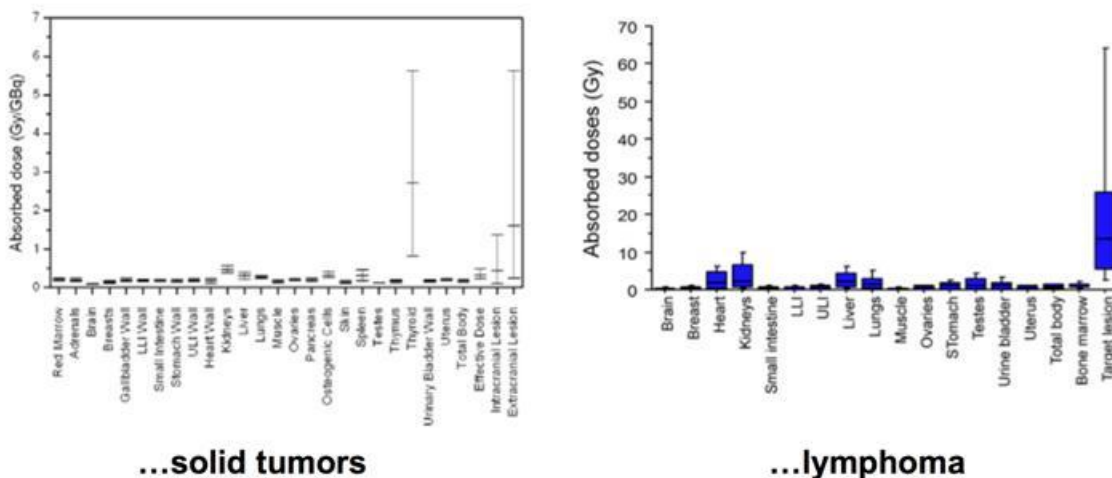 7
6
5
4
3
2
1
0
Absorbed dose (Gy/GBq)
Red Marrow
Adrenals
Brain
Breasts
Gallbladder Wall
LLI Wall
Small Intestine
Stomach Wall
ULI Wall
Heart Wall
Kidneys
Liver
Lungs
Muscle
Ovaries
Pancreas
Osteogenic Cells
Skin
Spleen
Testes
Thymus
Thyroid
Urinary Bladder Wall
Uterus
Total Body
Effective Dose
Intracranial Lesion
Extracranial Lesion
...solid tumors
70
60
50
40
30
20
10
0
Absorbed doses (Gy)
Brain
Breast
Heart
Kidneys
Small intestine
LLI
ULI
Liver
Lungs
Muscle
Ovaries
STomach
Testes
Urine bladder
Uterus
Total body
Bone marrow
Target lesion
...lymphoma